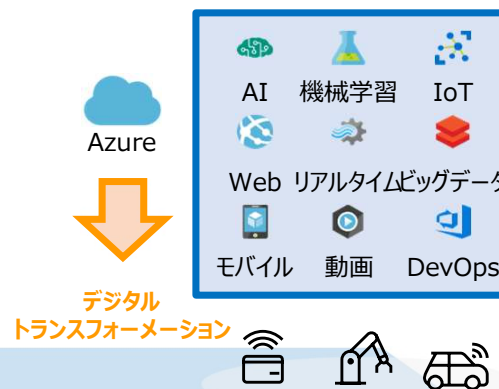 AI 機械学習 IoT
Azure
Web リアルタイム ビッグデータ
モバイル 動画 DevOps
デジタル
トランスフォーメーション